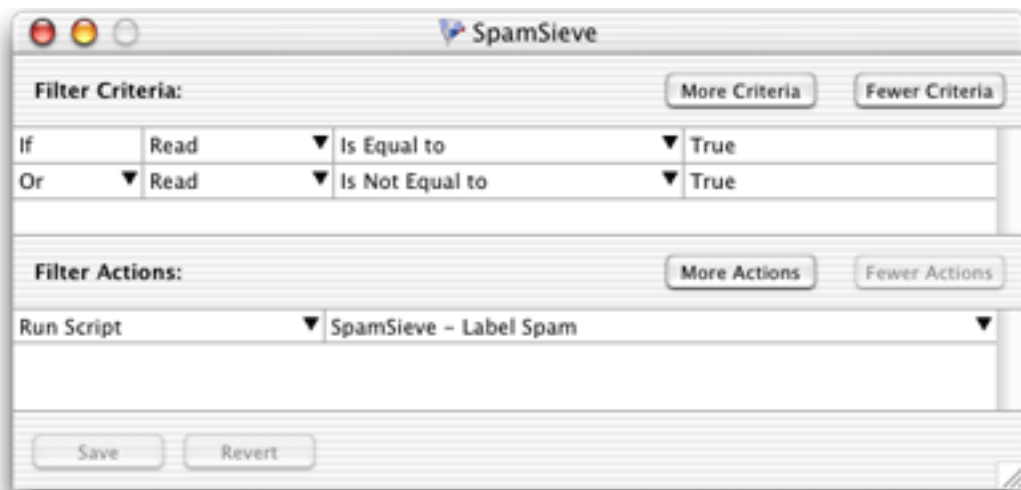 SpamSieve
Filter Criteria: More Criteria Fewer Criteria
If Read Is Equal to True
Or Read Is Not Equal to True
Filter Actions: More Actions Fewer Actions
Run Script SpamSieve – Label Spam
Save Revert